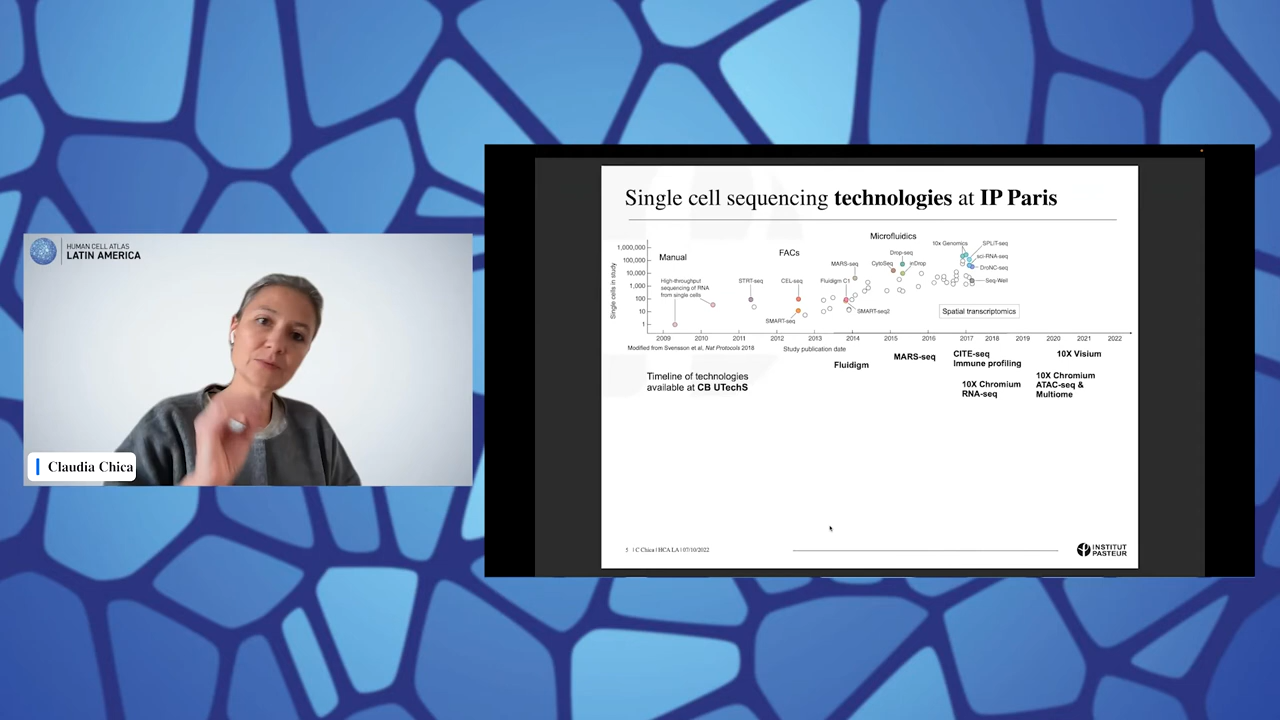 HUMAN CELL ATLAS
LATIN AMERICA
Claudia Chica
Single cell sequencing technologies at IP Paris
Single cells in study
1,000,000
100,000
10,000
1,000
100
10
1
Manual
FACs
Microfluidics
High-throughput
sequencing of RNA
from single cells
STRT-seq
CEL-seq
SMART-seq
Fluidigm C1
MARS-seq
SMART-seq2
CytoSeq
Drop-seq
inDrop
10x Genomics
SPLiT-seq
sci-RNA-seq
DroNC-seq
Seq-Well
Spatial transcriptomics
2009 2010 2011 2012 2013 2014 2015 2016 2017 2018 2019 2020 2021 2022
Modified from Svensson et al, Nat Protocols 2018
Study publication date
Timeline of technologies
available at CB UTechS
Fluidigm
MARS-seq
CITE-seq
Immune profiling
10X Chromium
RNA-seq
10X Visium
10X Chromium
ATAC-seq &
Multiome
5 | C Chica | HCA LA | 07/10/2022
INSTITUT
PASTEUR